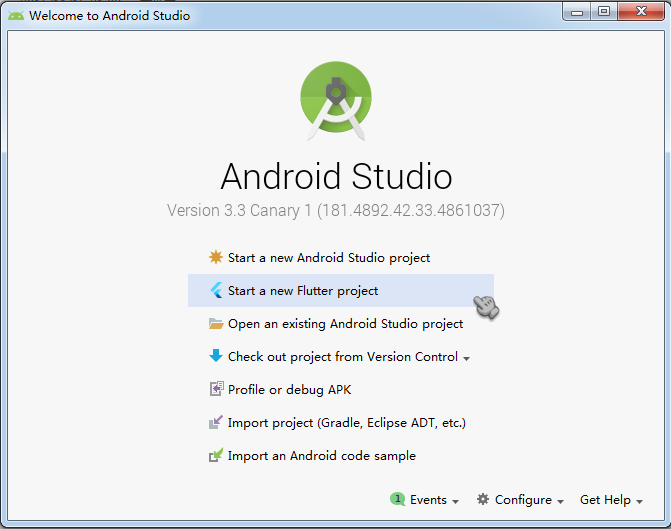 Welcome to Android Studio
Android Studio
Version 3.3 Canary 1 (181.4892.42.33.4861037)
Start a new Android Studio project
Start a new Flutter project
Open an existing Android Studio project
Check out project from Version Control
Profile or debug APK
Import project (Gradle, Eclipse ADT, etc.)
Import an Android code sample
1 Events Configure Get Help